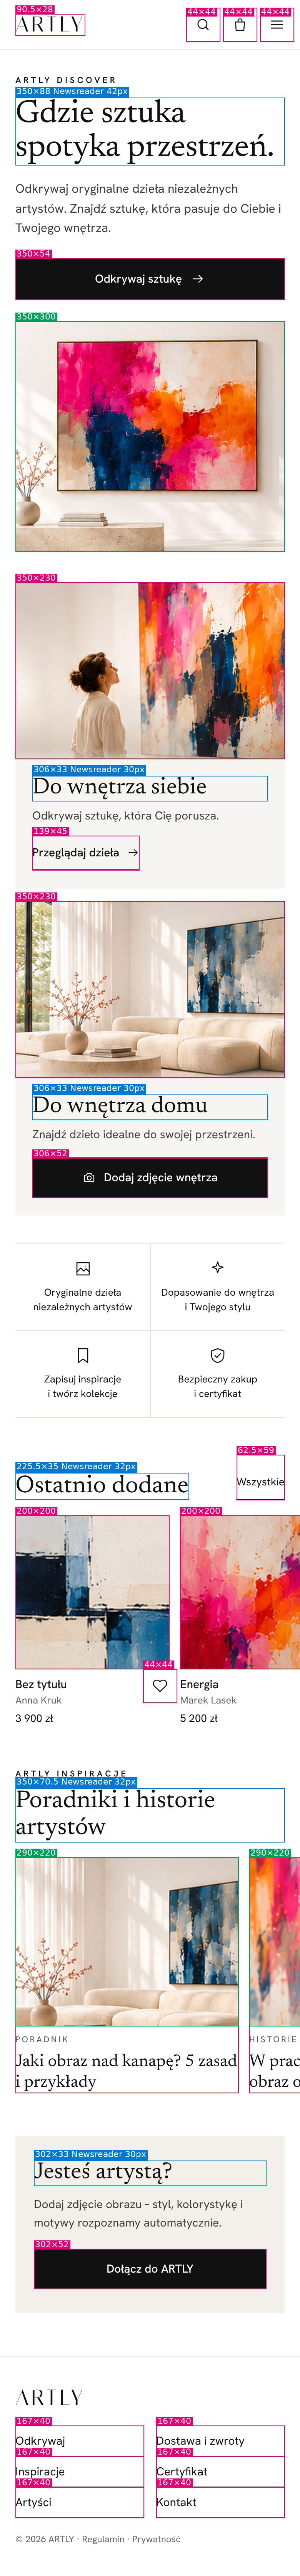 90.5×28
ARTLY
44×44
44×44
44×44
ARTLY DISCOVER
350×88 Newsreader 42px
Gdzie sztuka
spotyka przestrzeń.
Odkrywaj oryginalne dzieła niezależnych
artystów. Znajdź sztukę, która pasuje do Ciebie i
Twojego wnętrza.
350×54
Odkrywaj sztukę →
350×300
350×230
306×33 Newsreader 30px
Do wnętrza siebie
Odkrywaj sztukę, która Cię porusza.
139×45
Przeglądaj dzieła →
350×230
306×33 Newsreader 30px
Do wnętrza domu
Znajdź dzieło idealne do swojej przestrzeni.
306×52
Dodaj zdjęcie wnętrza
Oryginalne dzieła
niezależnych artystów
Dopasowanie do wnętrza
i Twojego stylu
Zapisuj inspiracje
i twórz kolekcje
Bezpieczny zakup
i certyfikat
62.5×59
225.5×35 Newsreader 32px
Ostatnio dodane
Wszystkie
200×200
200×200
44×44
Bez tytułu
Anna Kruk
3 900 zł
Energia
Marek Lasek
5 200 zł
ARTLY INSPIRACJE
350×70.5 Newsreader 32px
Poradniki i historie
artystów
290×220
290×220
PORADNIK
Jaki obraz nad kanapę? 5 zasad
i przykłady
HISTORIE
W prac
obraz o
302×33 Newsreader 30px
Jesteś artystą?
Dodaj zdjęcie obrazu – styl, kolorystykę i
motywy rozpoznamy automatycznie.
302×52
Dołącz do ARTLY
ARTLY
167×40
167×40
Odkrywaj
Dostawa i zwroty
167×40
167×40
Inspiracje
Certyfikat
167×40
167×40
Artyści
Kontakt
© 2026 ARTLY · Regulamin · Prywatność